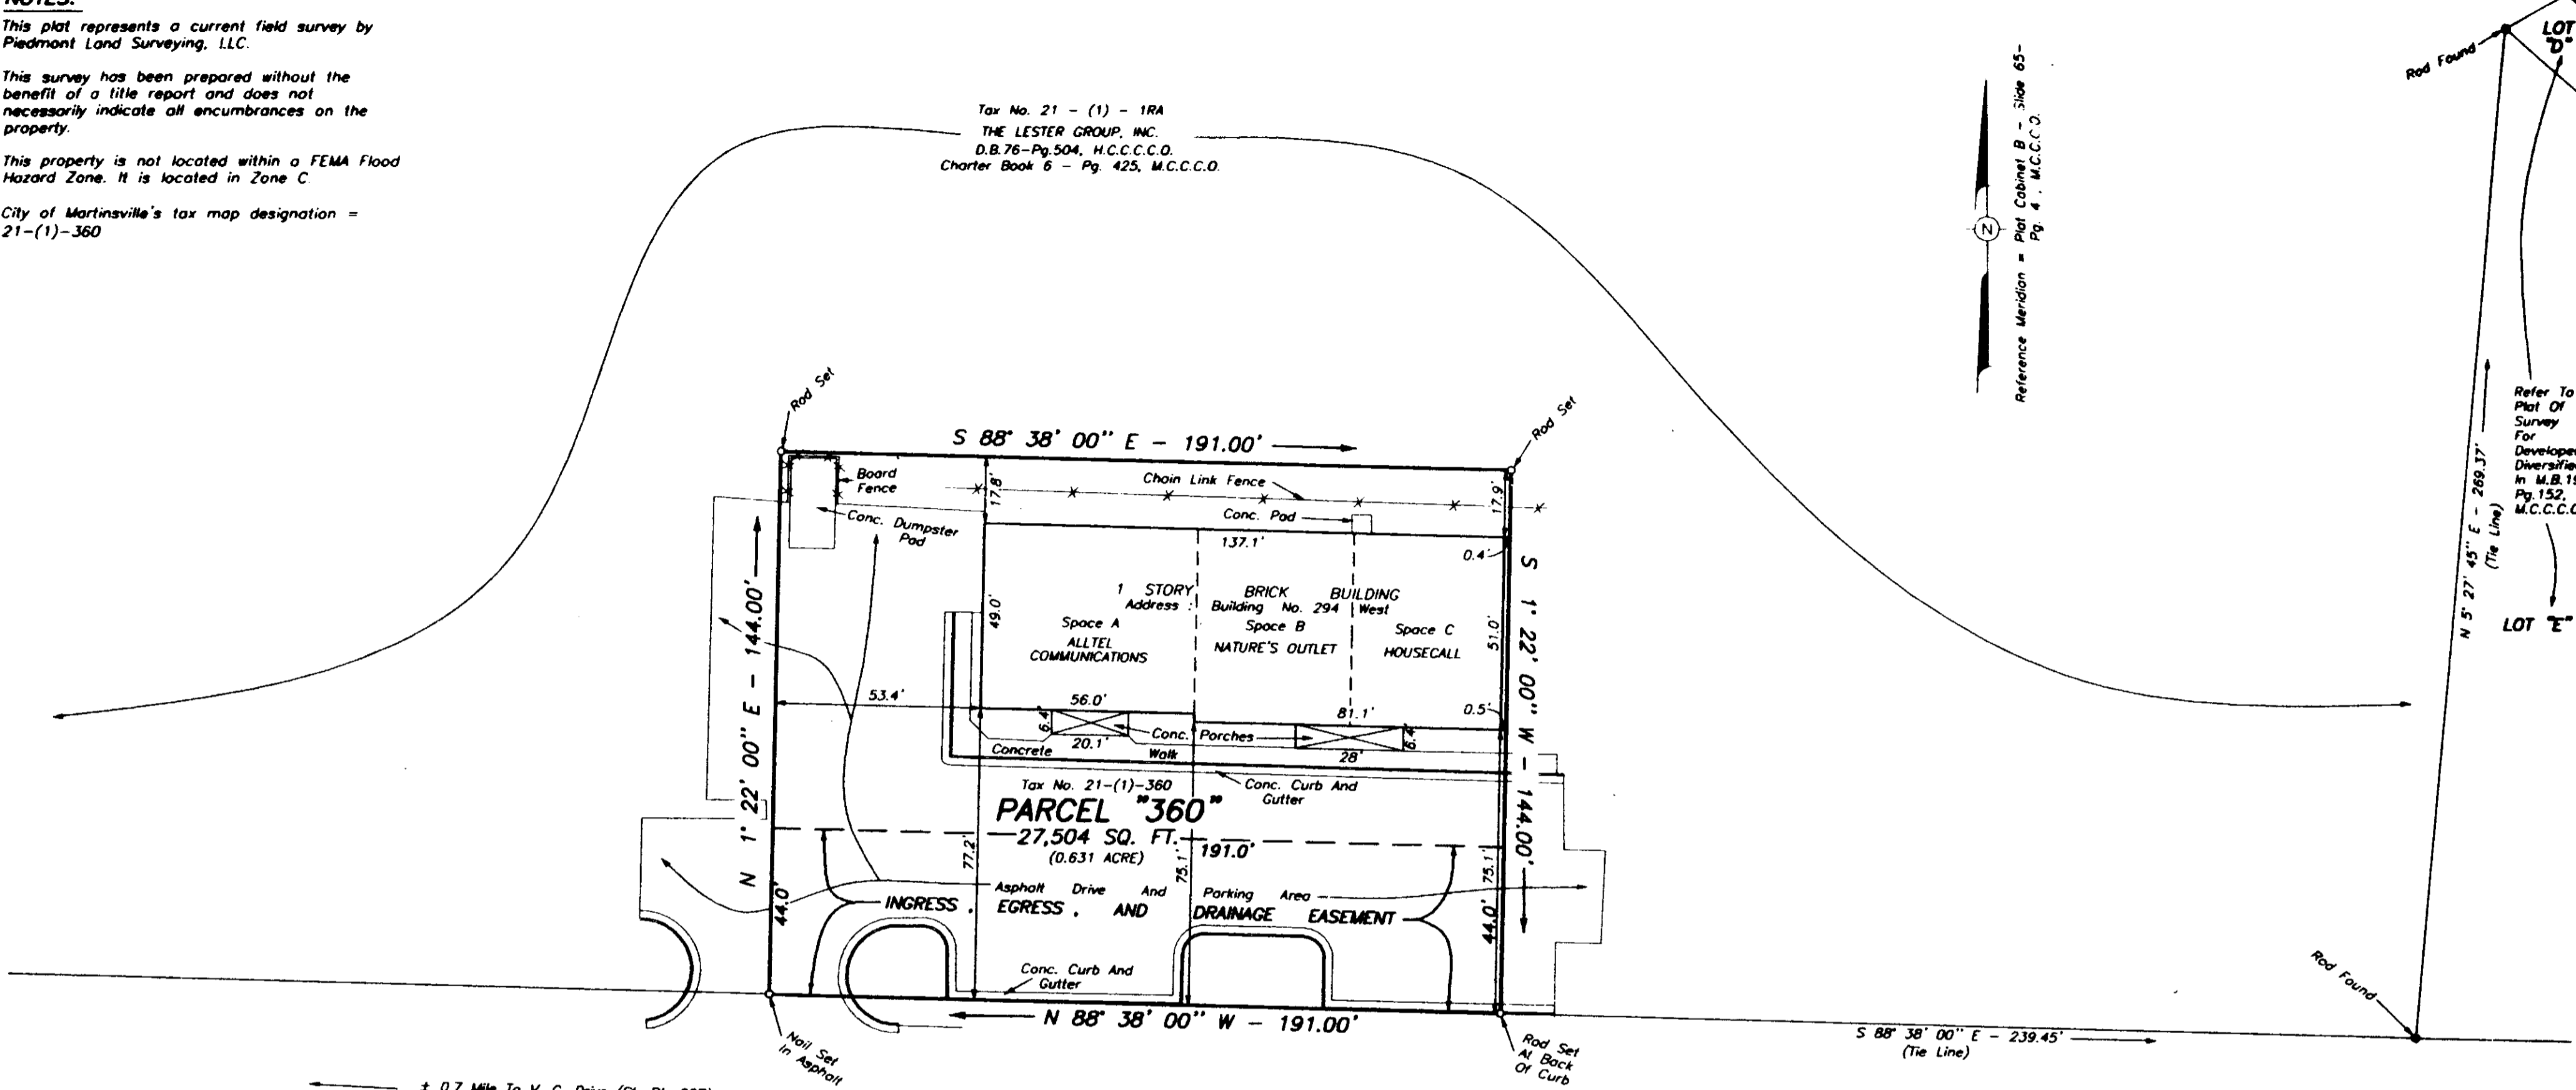 NOTES:
This plat represents a current field survey by
Piedmont Land Surveying, LLC.
This survey has been prepared without the
benefit of a title report and does not
necessarily indicate all encumbrances on the
property.
This property is not located within a FEMA Flood
Hazard Zone. It is located in Zone C.
City of Martinsville's tax map designation =
21-(1)-360
Tax No. 21 - (1) - 1RA
THE LESTER GROUP, INC.
D.B.76-Pg.504, H.C.C.C.C.O.
Charter Book 6 - Pg. 425, M.C.C.C.O.
Reference Meridian = Plat Cabinet B - Slide 65-
Pg. 4, M.C.C.C.O.
Rod Found
LOT
"D"
Refer To
Plat Of
Survey
For
Diversified
In M.B.
Pg.152,
M.C.C.C.
LOT "E"
N 5° 27' 45" E - 269.37'
(Tie Line)
Rod Set
S 88° 38' 00" E - 191.00'
Rod Set
Board
Fence
17.8'
Chain Link Fence
17.9'
Conc. Dumpster
Pad
Conc. Pad
137.1'
0.4'
1 STORY BRICK BUILDING
Address : Building No. 294 West
Space A
ALLTEL
COMMUNICATIONS
Space B
NATURE'S OUTLET
Space C
HOUSECALL
49.0'
51.0'
N 1° 22' 00" E - 144.00'
S 1° 22' 00" W - 144.00'
53.4'
56.0'
81.1'
0.5'
6.4'
20.1'
Conc. Porches
28'
6.4'
Concrete Walk
Tax No. 21-(1)-360
Conc. Curb And
Gutter
PARCEL "360"
27,504 SQ. FT.
(0.631 ACRE)
191.0'
77.2'
75.1'
75.1'
44.0'
44.0'
Asphalt Drive And Parking Area
INGRESS, EGRESS, AND DRAINAGE EASEMENT
Conc. Curb And
Gutter
N 88° 38' 00" W - 191.00'
Nail Set
In Asphalt
Rod Set
At Back
Of Curb
S 88° 38' 00" E - 239.45'
(Tie Line)
Rod Found
± 0.7 Mile To